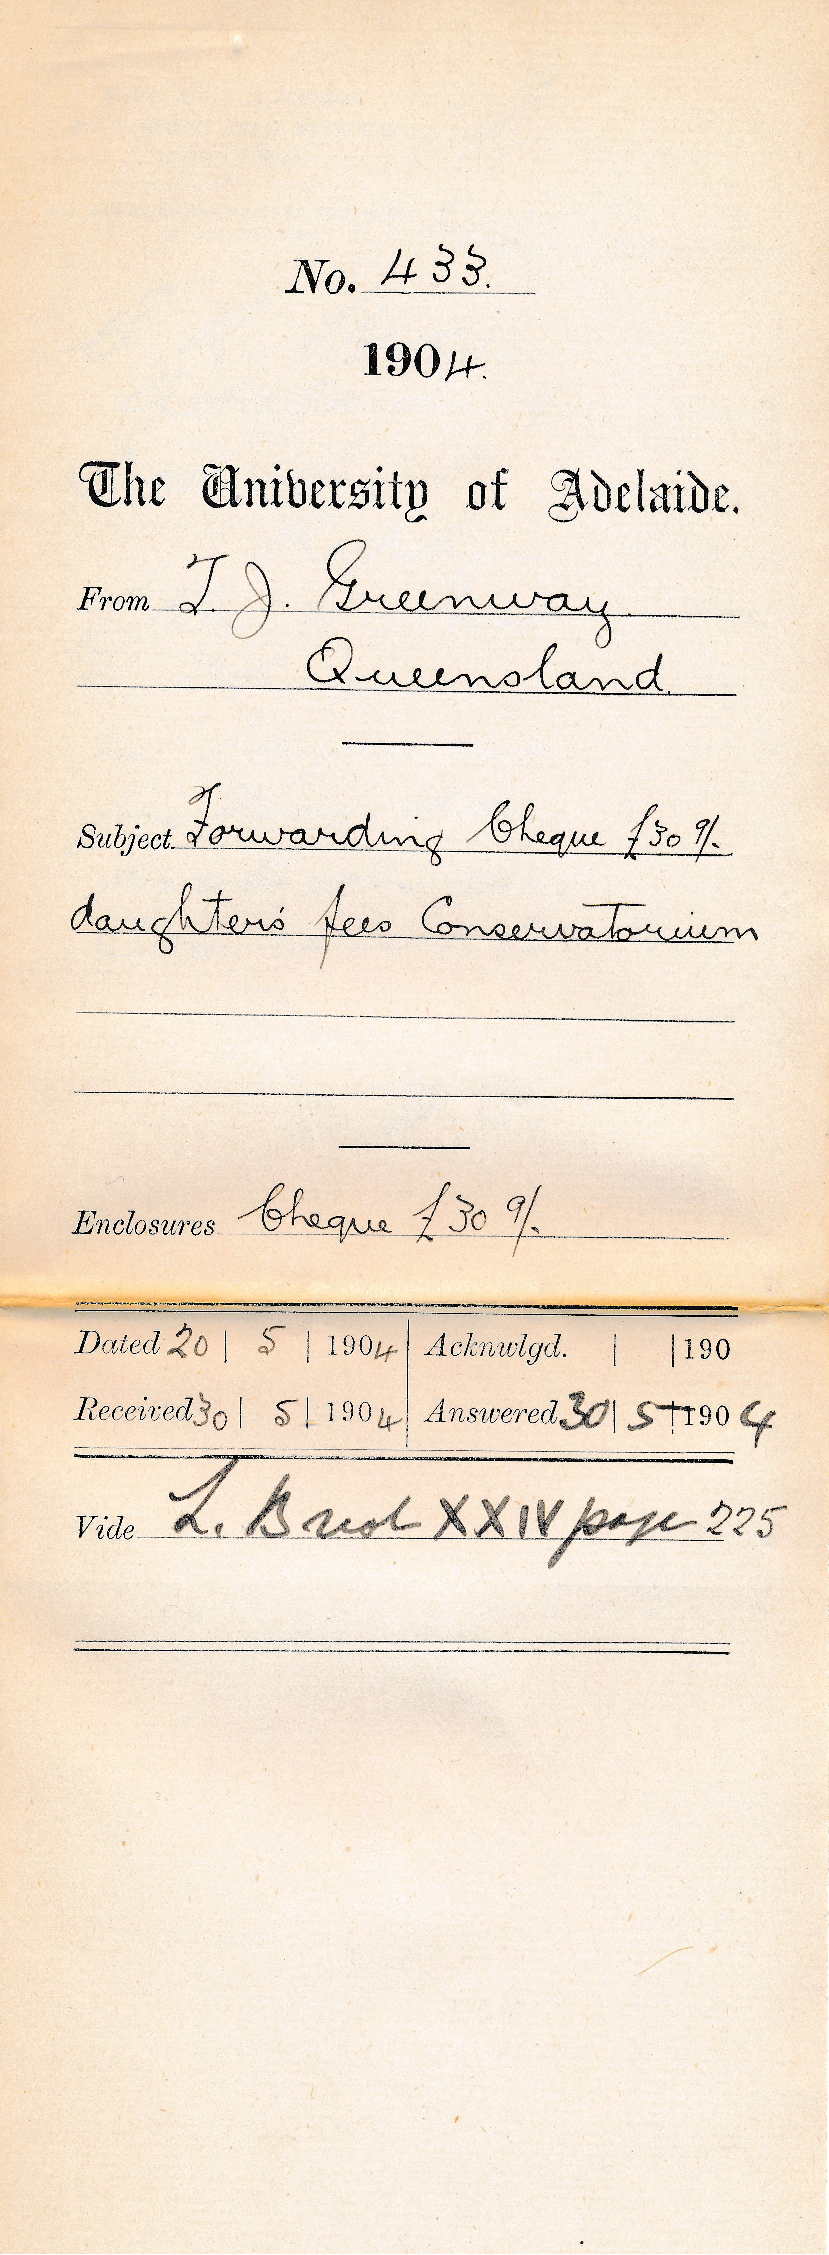 No. 433.
1904.
The University of Adelaide.
From T. J. Greenway
Queensland
Subject. Forwarding Cheque £30 9/-
daughter's fees Conservatorium
Enclosures Cheque £30 9/-
Dated 20 | 5 | 1904 | Acknwlgd. | | 190
Received 30 | 5 | 1904 | Answered 30 | 5 | 1904
Vide L. XXIV page 225